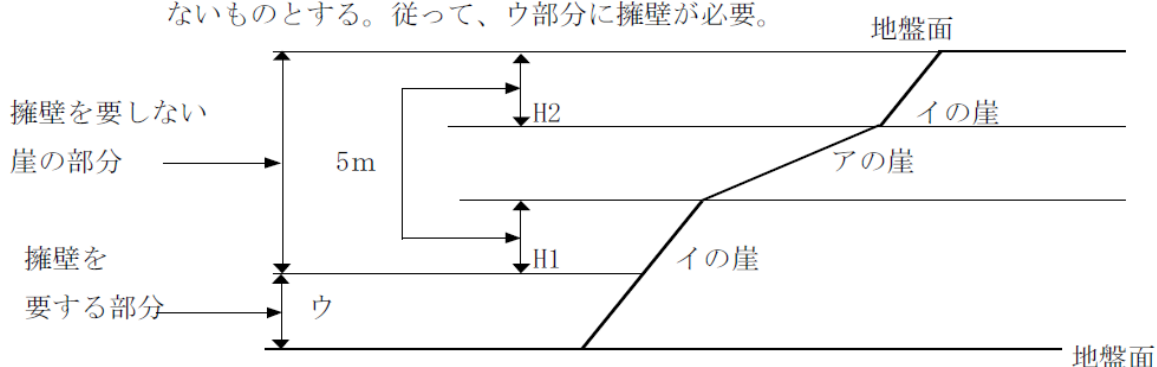 ないものとする。従って、ウ部分に擁壁が必要。
地盤面
擁壁を要しない
崖の部分
5m
H2
イの崖
アの崖
擁壁を
要する部分
H1
イの崖
ウ
地盤面